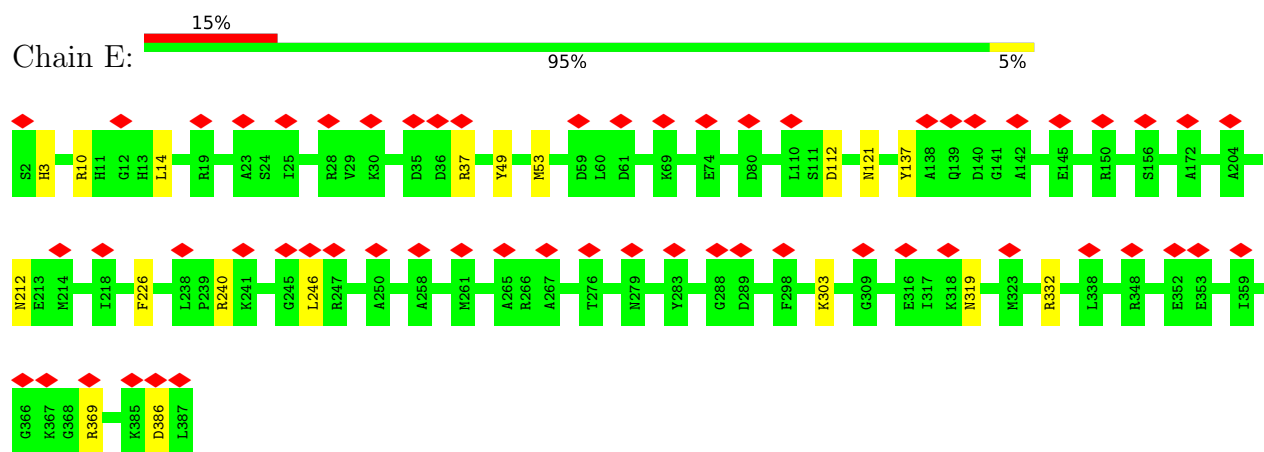 15%
Chain E:
95% 5%
S2 H3 R10 H11 G12 H13 L14 R19 A23 S24 I25 R28 V29 K30 D35 D36 R37 Y49 M53 D59 L60 D61 K69 E74 D80 L110 S111 D112 N121 Y137 A138 Q139 D140 G141 A142 E145 R150 S156 A172 A204
N212 E213 M214 I218 F226 L238 P239 R240 K241 G245 L246 R247 A250 A258 M261 A265 R266 A267 T276 N279 Y283 G288 D289 F298 K303 G309 E316 I317 K318 N319 M323 R332 L338 R348 E352 E353 I359
G366 K367 G368 R369 K385 D386 L387